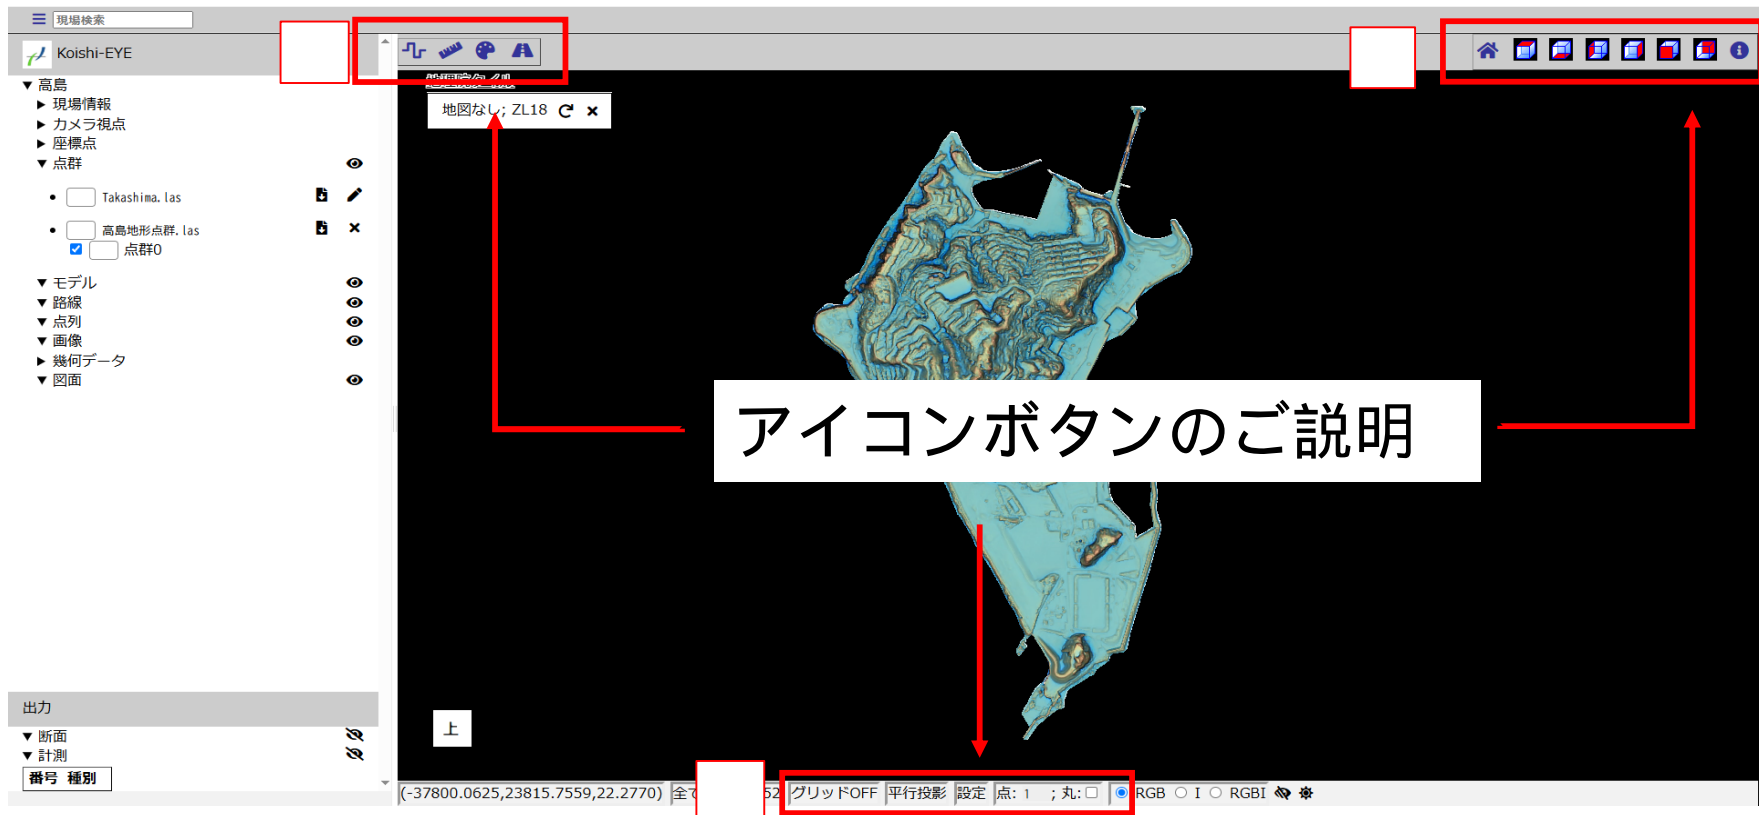 現場検索
Koishi-EYE
高島
現場情報
カメラ視点
座標点
点群
Takashima.las
高島地形点群.las
点群0
モデル
路線
点列
画像
幾何データ
図面
出力
断面
計測
番号 種別
地図なし; ZL18
アイコンボタンのご説明
上
(-37800.0625,23815.7559,22.2770) 全て 52 グリッドOFF 平行投影 設定 点: 1 ; 丸: RGB I RGBI